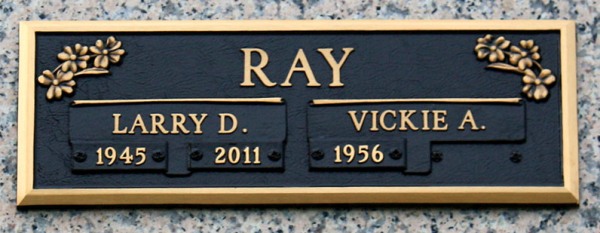 RAY
LARRY D.
1945 2011
VICKIE A.
1956